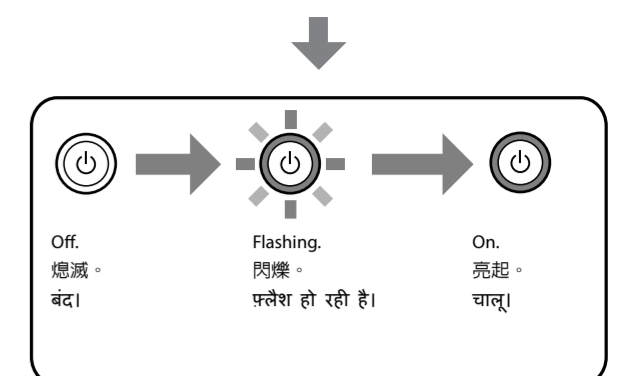 Off.
熄滅。
बंद।
Flashing.
閃爍。
फ़्लैश हो रही है।
On.
亮起。
चालू।